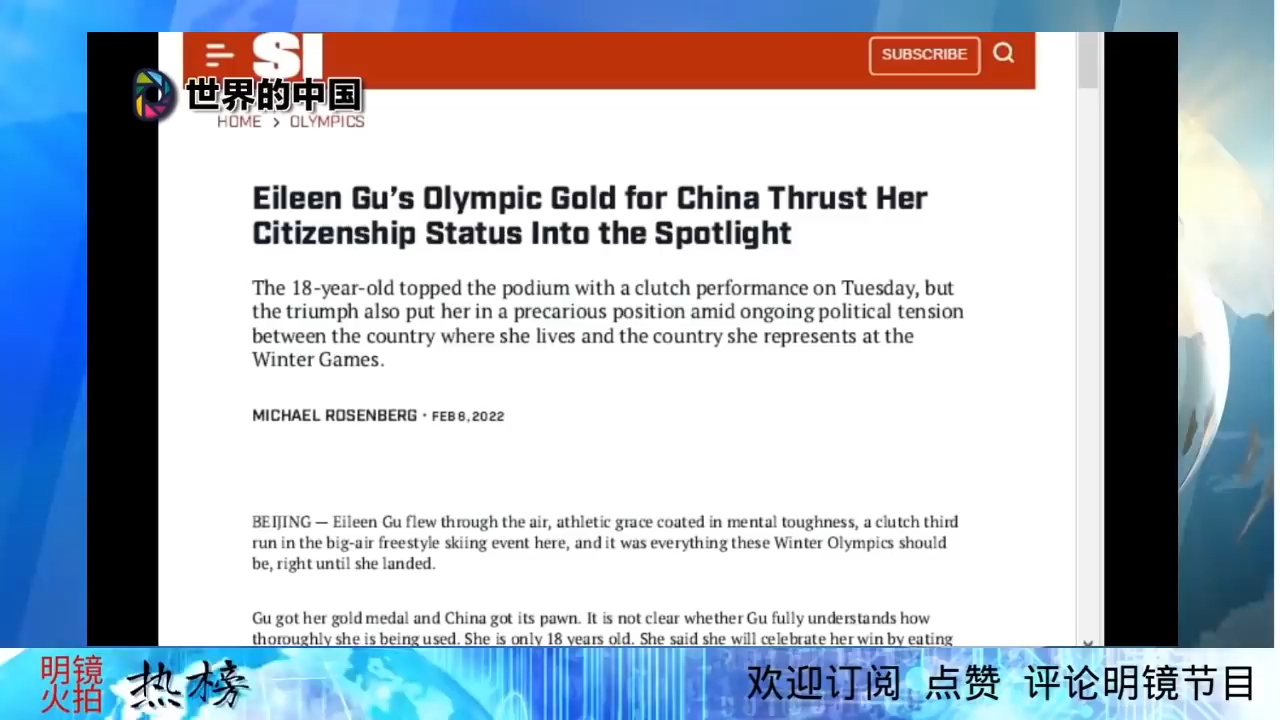 SI
SUBSCRIBE
世界的中国
HOME > OLYMPICS
Eileen Gu’s Olympic Gold for China Thrust Her
Citizenship Status Into the Spotlight
The 18-year-old topped the podium with a clutch performance on Tuesday, but
the triumph also put her in a precarious position amid ongoing political tension
between the country where she lives and the country she represents at the
Winter Games.
MICHAEL ROSENBERG · FEB 8, 2022
BEIJING — Eileen Gu flew through the air, athletic grace coated in mental toughness, a clutch third
run in the big-air freestyle skiing event here, and it was everything these Winter Olympics should
be, right until she landed.
Gu got her gold medal and China got its pawn. It is not clear whether Gu fully understands how
thoroughly she is being used. She is only 18 years old. She said she will celebrate her win by eating
明镜
火拍
热榜
欢迎订阅 点赞 评论明镜节目